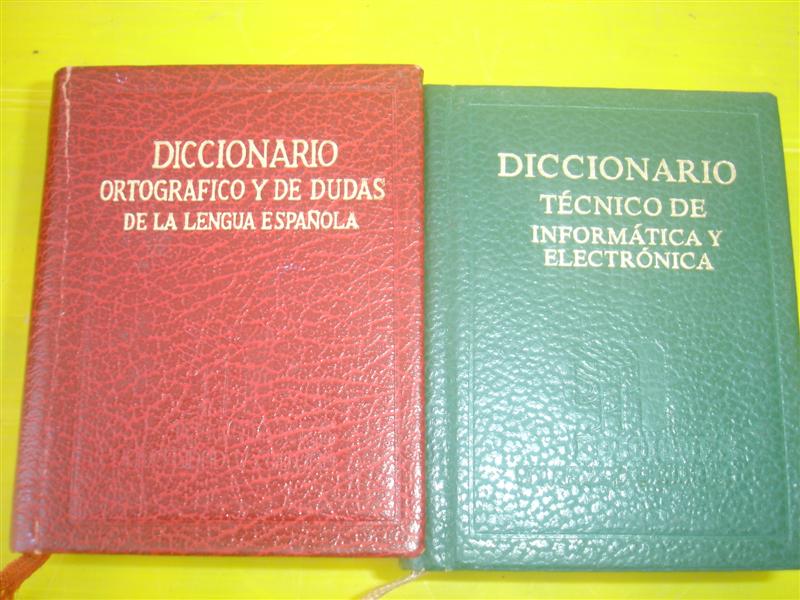 DICCIONARIO
ORTOGRAFICO Y DE DUDAS
DE LA LENGUA ESPAÑOLA
DICCIONARIO
TÉCNICO DE
INFORMÁTICA Y
ELECTRÓNICA